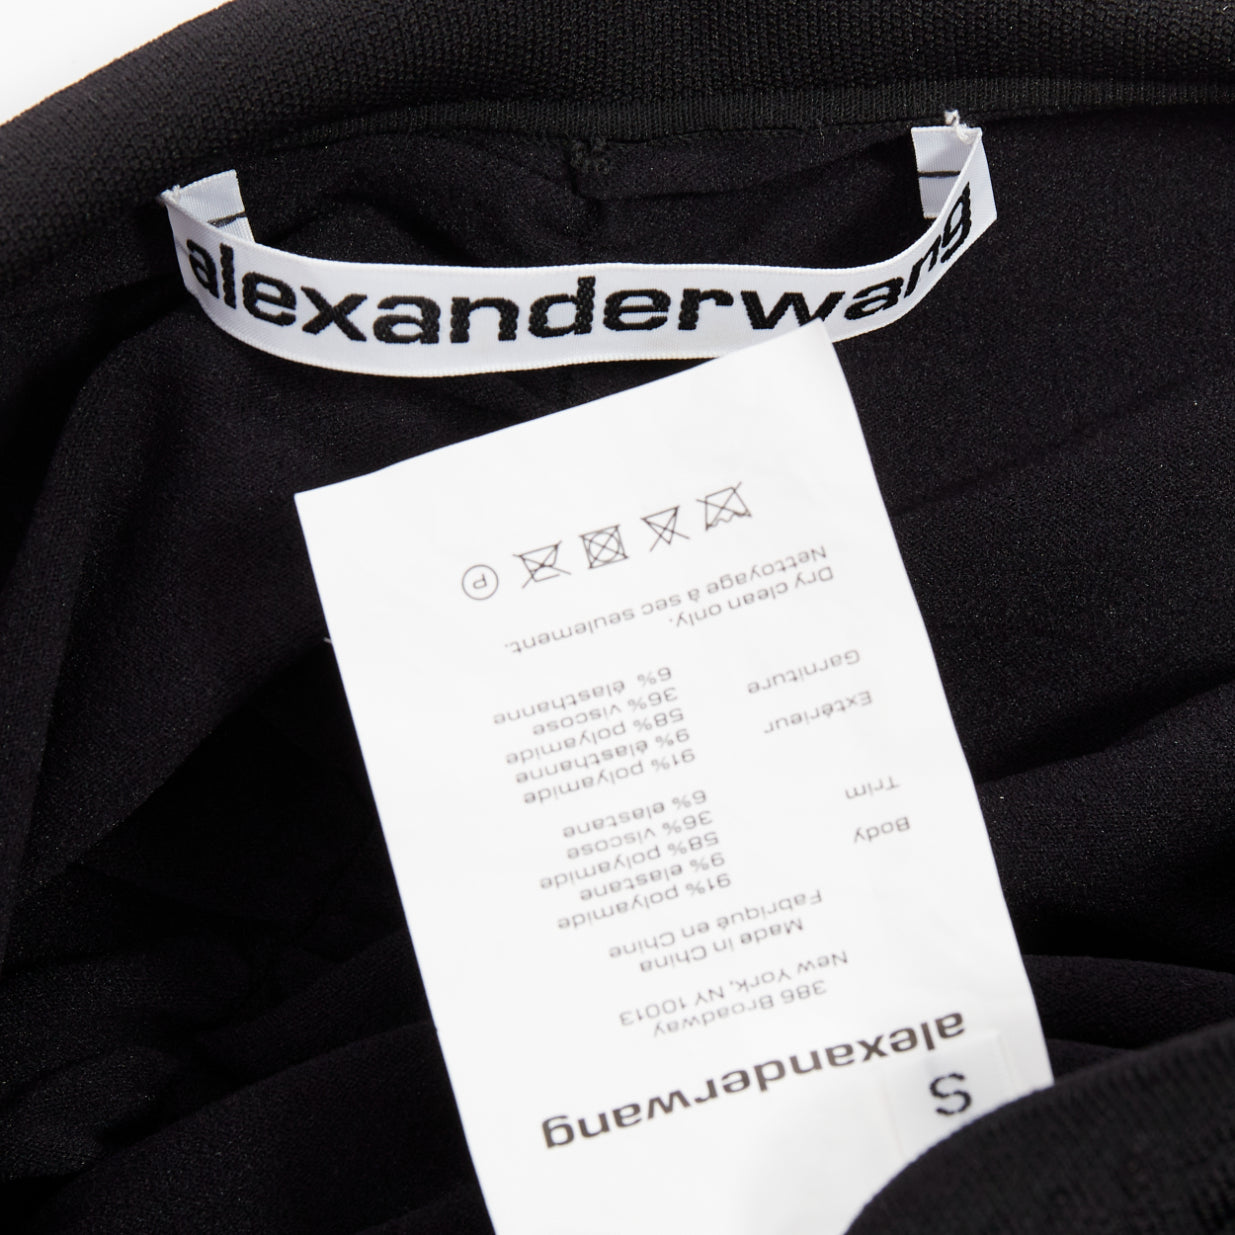 alexanderwang
S
alexanderwang
386 Broadway
New York, NY 10013
Made in China
Fabriqué en Chine
Body 91% polyamide
9% elastane
Trim 58% polyamide
36% viscose
6% elastane
Extérieur 91% polyamide
9% élasthanne
Garniture 58% polyamide
36% viscose
6% élasthanne
Dry clean only.
Nettoyage à sec seulement.
P